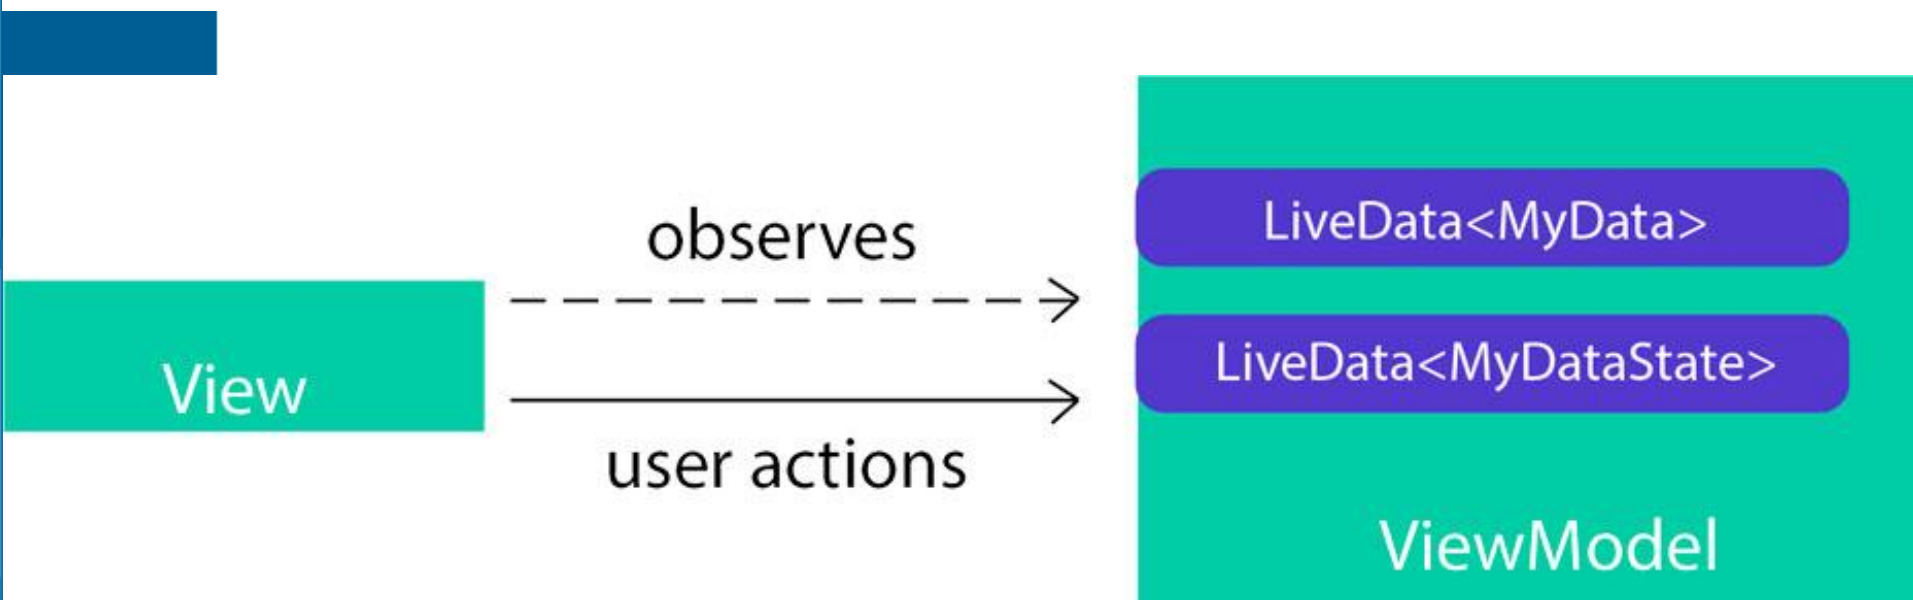 LiveData<MyData>
observes
LiveData<MyDataState>
View
user actions
ViewModel